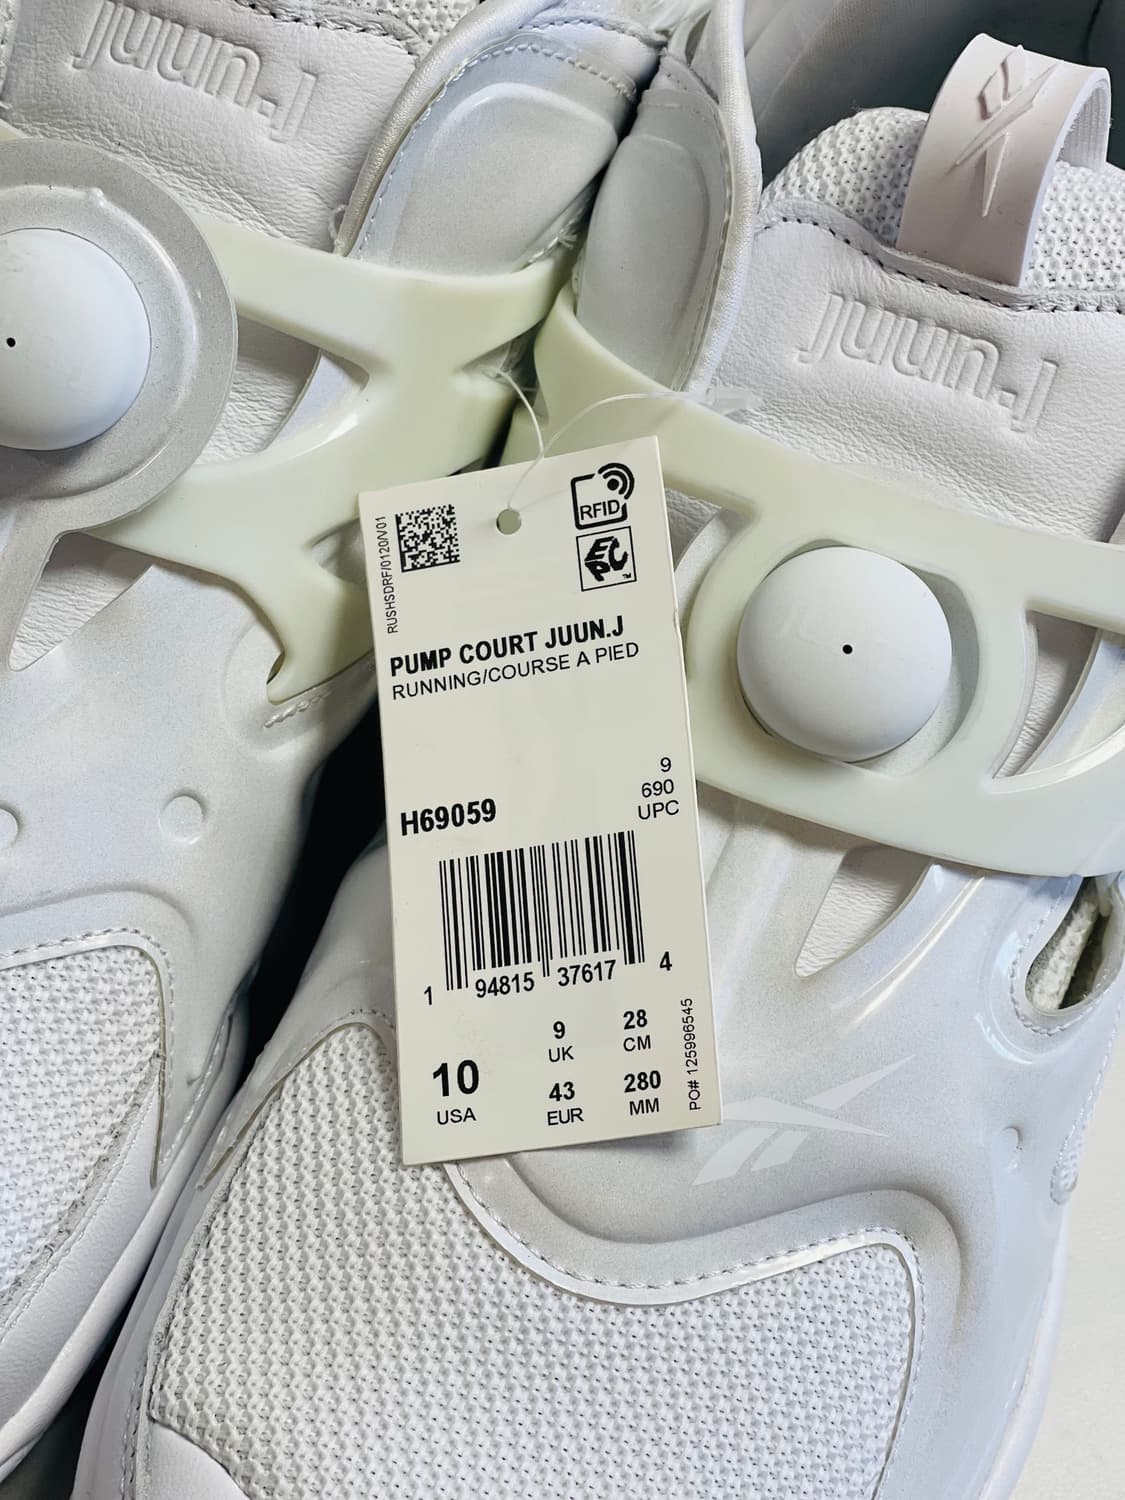 juun.J
juun.J
RUSHSDRF/0120/V01
RFID
EPC
TM
PUMP COURT JUUN.J
RUNNING/COURSE A PIED
9
690
UPC
H69059
1 94815 37617 4
10
USA
9
UK
28
CM
43
EUR
280
MM
PO# 125996545